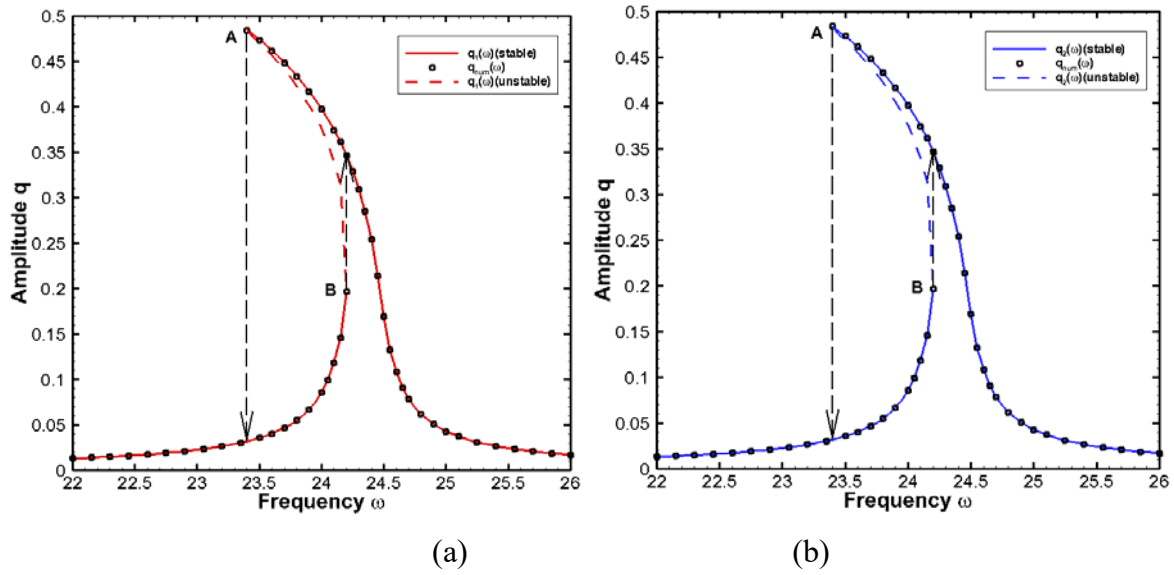 0.5
0.45
0.4
0.35
0.3
0.25
0.2
0.15
0.1
0.05
0
Amplitude q
A
B
q₁(ω)(stable)
qₙᵤₘ(ω)
q₁(ω)(unstable)
22 22.5 23 23.5 24 24.5 25 25.5 26
Frequency ω
(a)
0.5
0.45
0.4
0.35
0.3
0.25
0.2
0.15
0.1
0.05
0
Amplitude q
A
B
q₂(ω)(stable)
qₙᵤₘ(ω)
q₂(ω)(unstable)
22 22.5 23 23.5 24 24.5 25 25.5 26
Frequency ω
(b)